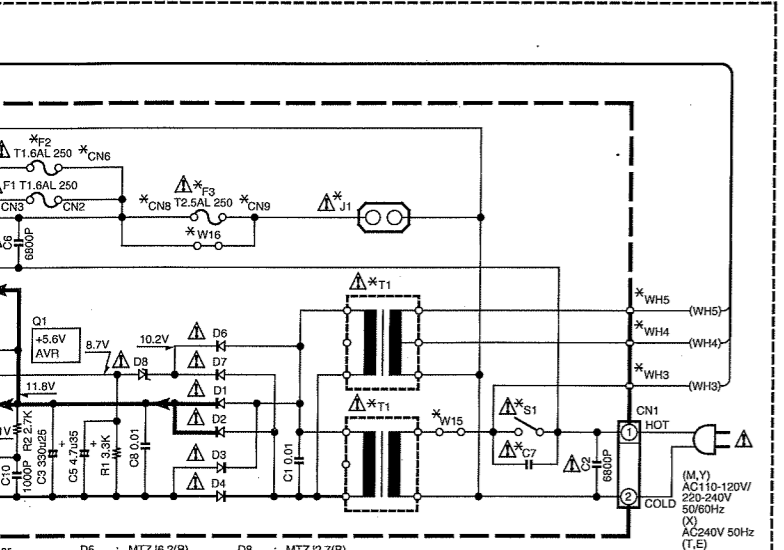 *F2
T1.6AL 250
*CN6
F1 T1.6AL 250
CN3
CN2
*CN8
*F3
T2.5AL 250
*CN9
*J1
*W16
C6
6800P
*T1
*WH5
(WH5)
*WH4
(WH4)
*WH3
(WH3)
Q1
+5.6V
AVR
8.7V
10.2V
D6
D8
D7
11.8V
D1
*T1
D2
D3
D4
*W15
*S1
*C7
CN1
1
HOT
2
COLD
R2 2.7K
C10
1000P
C3 330u25
+
C5 4.7u35
+
R1 3.3K
C8 0.01
C1 0.01
C2
6800P
(M,Y)
AC110-120V/
220-240V
50/60Hz
(X)
AC240V 50Hz
(T,E)
D5 : MTZJ6.2(B)
D8 : MTZJ2.7(B)